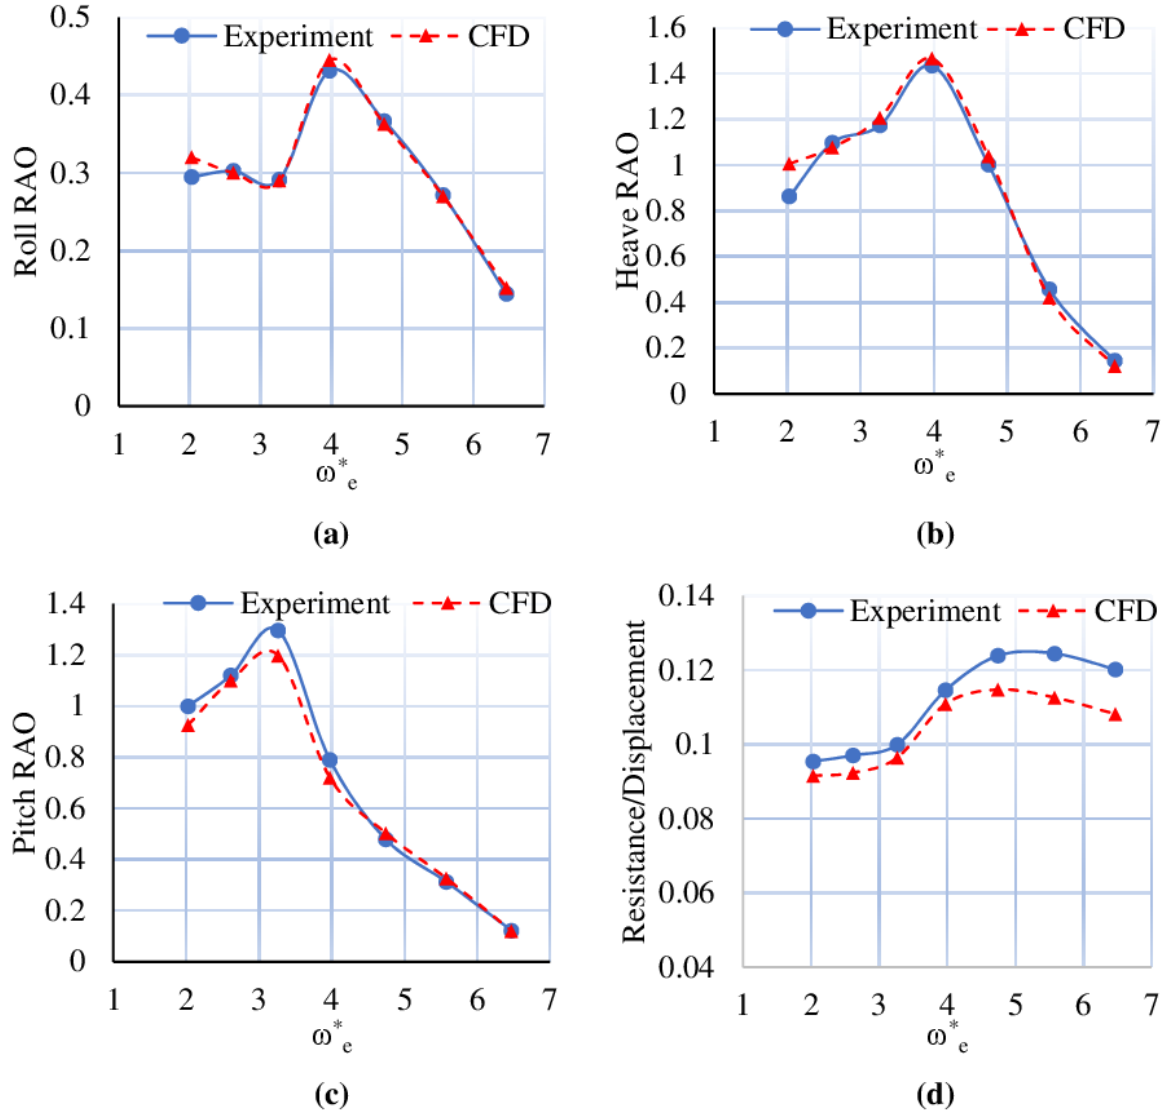 Experiment CFD
Roll RAO
0.5
0.4
0.3
0.2
0.1
0
1 2 3 4 5 6 7
ω*e
(a)
Experiment CFD
Heave RAO
1.6
1.4
1.2
1
0.8
0.6
0.4
0.2
0
1 2 3 4 5 6 7
ω*e
(b)
Experiment CFD
Pitch RAO
1.4
1.2
1
0.8
0.6
0.4
0.2
0
1 2 3 4 5 6 7
ω*e
(c)
Experiment CFD
Resistance/Displacement
0.14
0.12
0.1
0.08
0.06
0.04
1 2 3 4 5 6 7
ω*e
(d)